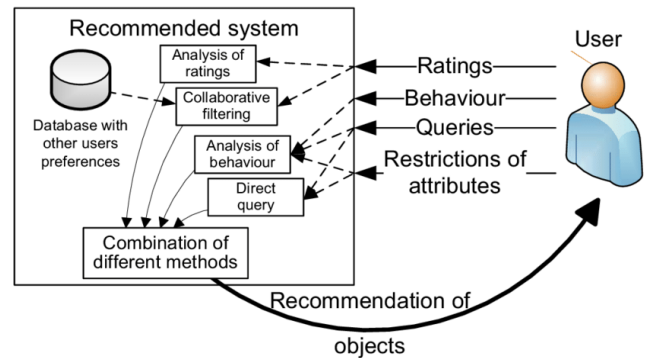 Recommended system
User
Analysis of
ratings
Ratings
Collaborative
filtering
Behaviour
Database with
other users
preferences
Queries
Analysis of
behaviour
Restrictions of
attributes
Direct
query
Combination of
different methods
Recommendation of
objects